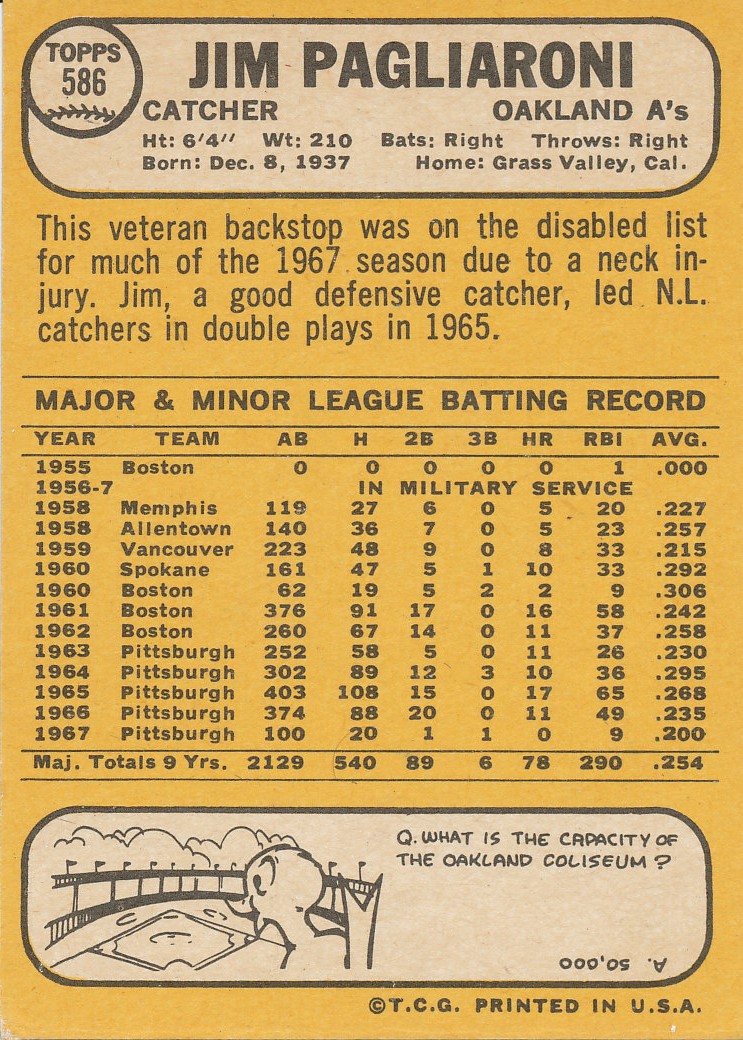 TOPPS
586
JIM PAGLIARONI
CATCHER OAKLAND A's
Ht: 6'4" Wt: 210 Bats: Right Throws: Right
Born: Dec. 8, 1937 Home: Grass Valley, Cal.
This veteran backstop was on the disabled list
for much of the 1967 season due to a neck in-
jury. Jim, a good defensive catcher, led N.L.
catchers in double plays in 1965.
MAJOR & MINOR LEAGUE BATTING RECORD
YEAR TEAM AB H 2B 3B HR RBI AVG.
1955 Boston 0 0 0 0 0 1 .000
1956-7 IN MILITARY SERVICE
1958 Memphis 119 27 6 0 5 20 .227
1958 Allentown 140 36 7 0 5 23 .257
1959 Vancouver 223 48 9 0 8 33 .215
1960 Spokane 161 47 5 1 10 33 .292
1960 Boston 62 19 5 2 2 9 .306
1961 Boston 376 91 17 0 16 58 .242
1962 Boston 260 67 14 0 11 37 .258
1963 Pittsburgh 252 58 5 0 11 26 .230
1964 Pittsburgh 302 89 12 3 10 36 .295
1965 Pittsburgh 403 108 15 0 17 65 .268
1966 Pittsburgh 374 88 20 0 11 49 .235
1967 Pittsburgh 100 20 1 1 0 9 .200
Maj. Totals 9 Yrs. 2129 540 89 6 78 290 .254
Q. WHAT IS THE CAPACITY OF
THE OAKLAND COLISEUM?
A. 50,000
©T.C.G. PRINTED IN U.S.A.